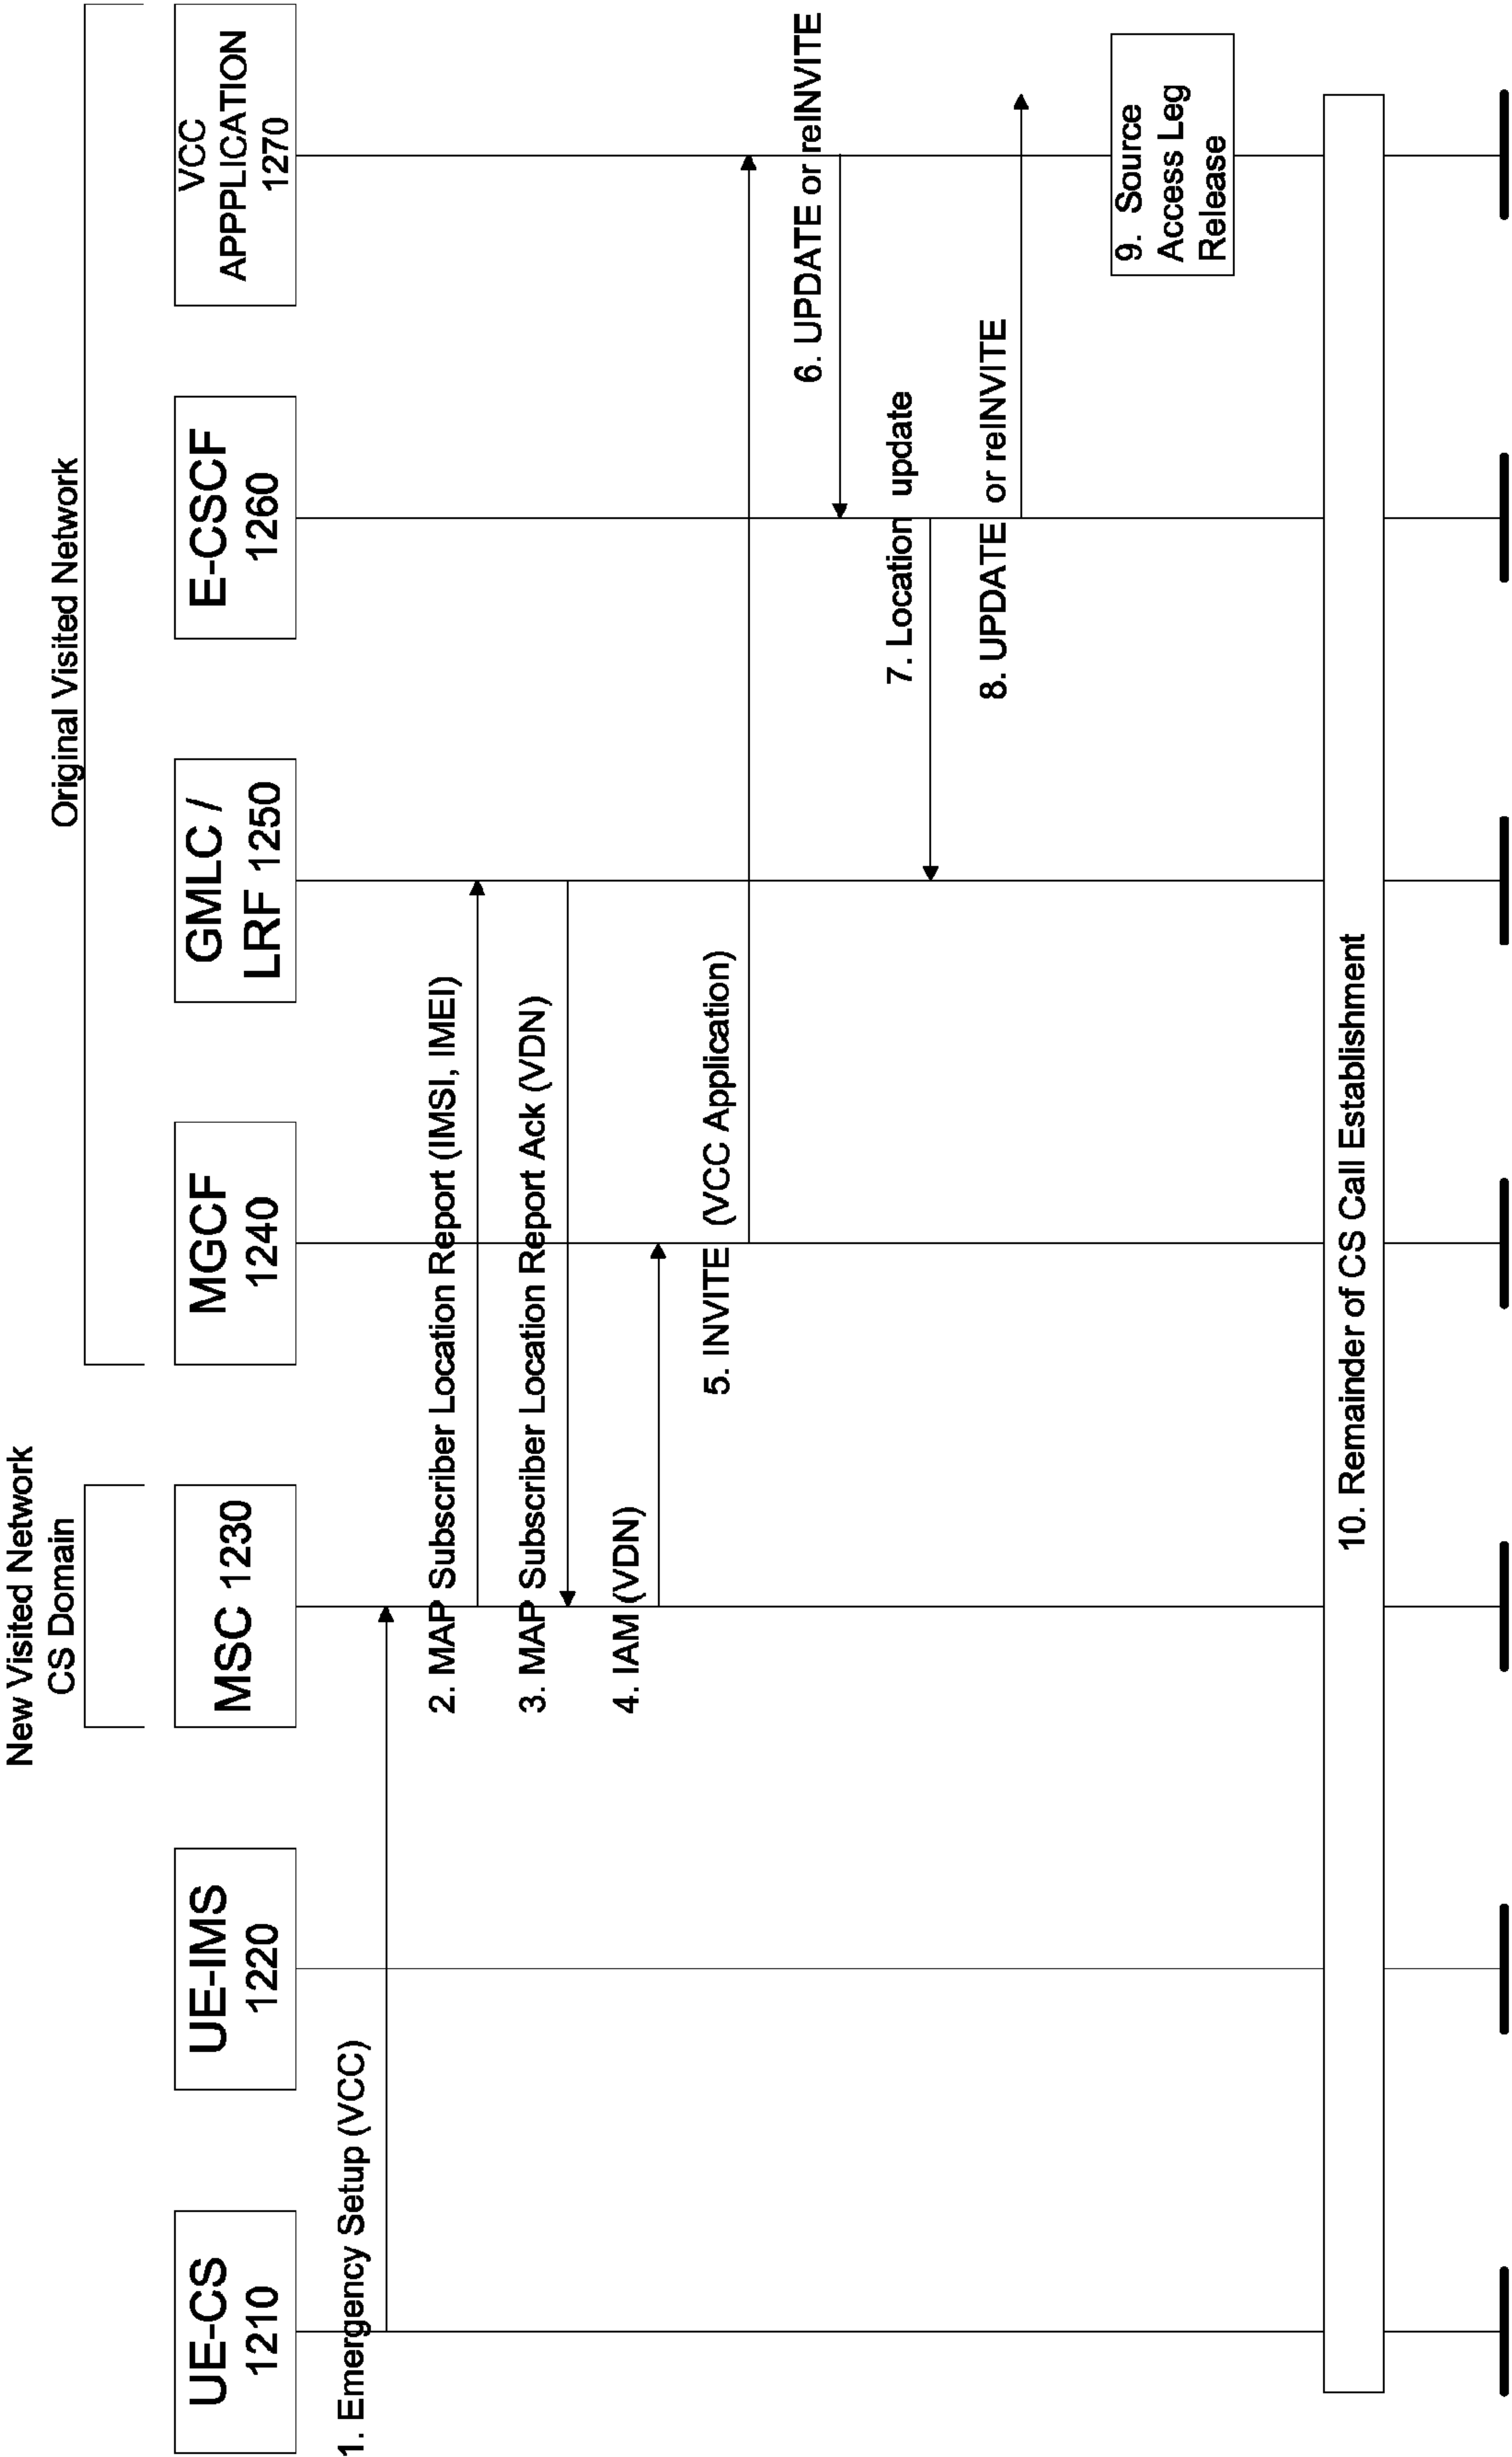 New Visited Network
CS Domain
Original Visited Network
UE-CS
1210
UE-IMS
1220
MSC 1230
MGCF
1240
GMLC /
LRF 1250
E-CSCF
1260
VCC
APPPLICATION
1270
1. Emergency Setup (VCC)
2. MAP Subscriber Location Report (IMSI, IMEI)
3. MAP Subscriber Location Report Ack (VDN)
4. IAM (VDN)
5. INVITE (VCC Application)
6. UPDATE or reINVITE
7. Location update
8. UPDATE or reINVITE
9. Source
Access Leg
Release
10. Remainder of CS Call Establishment